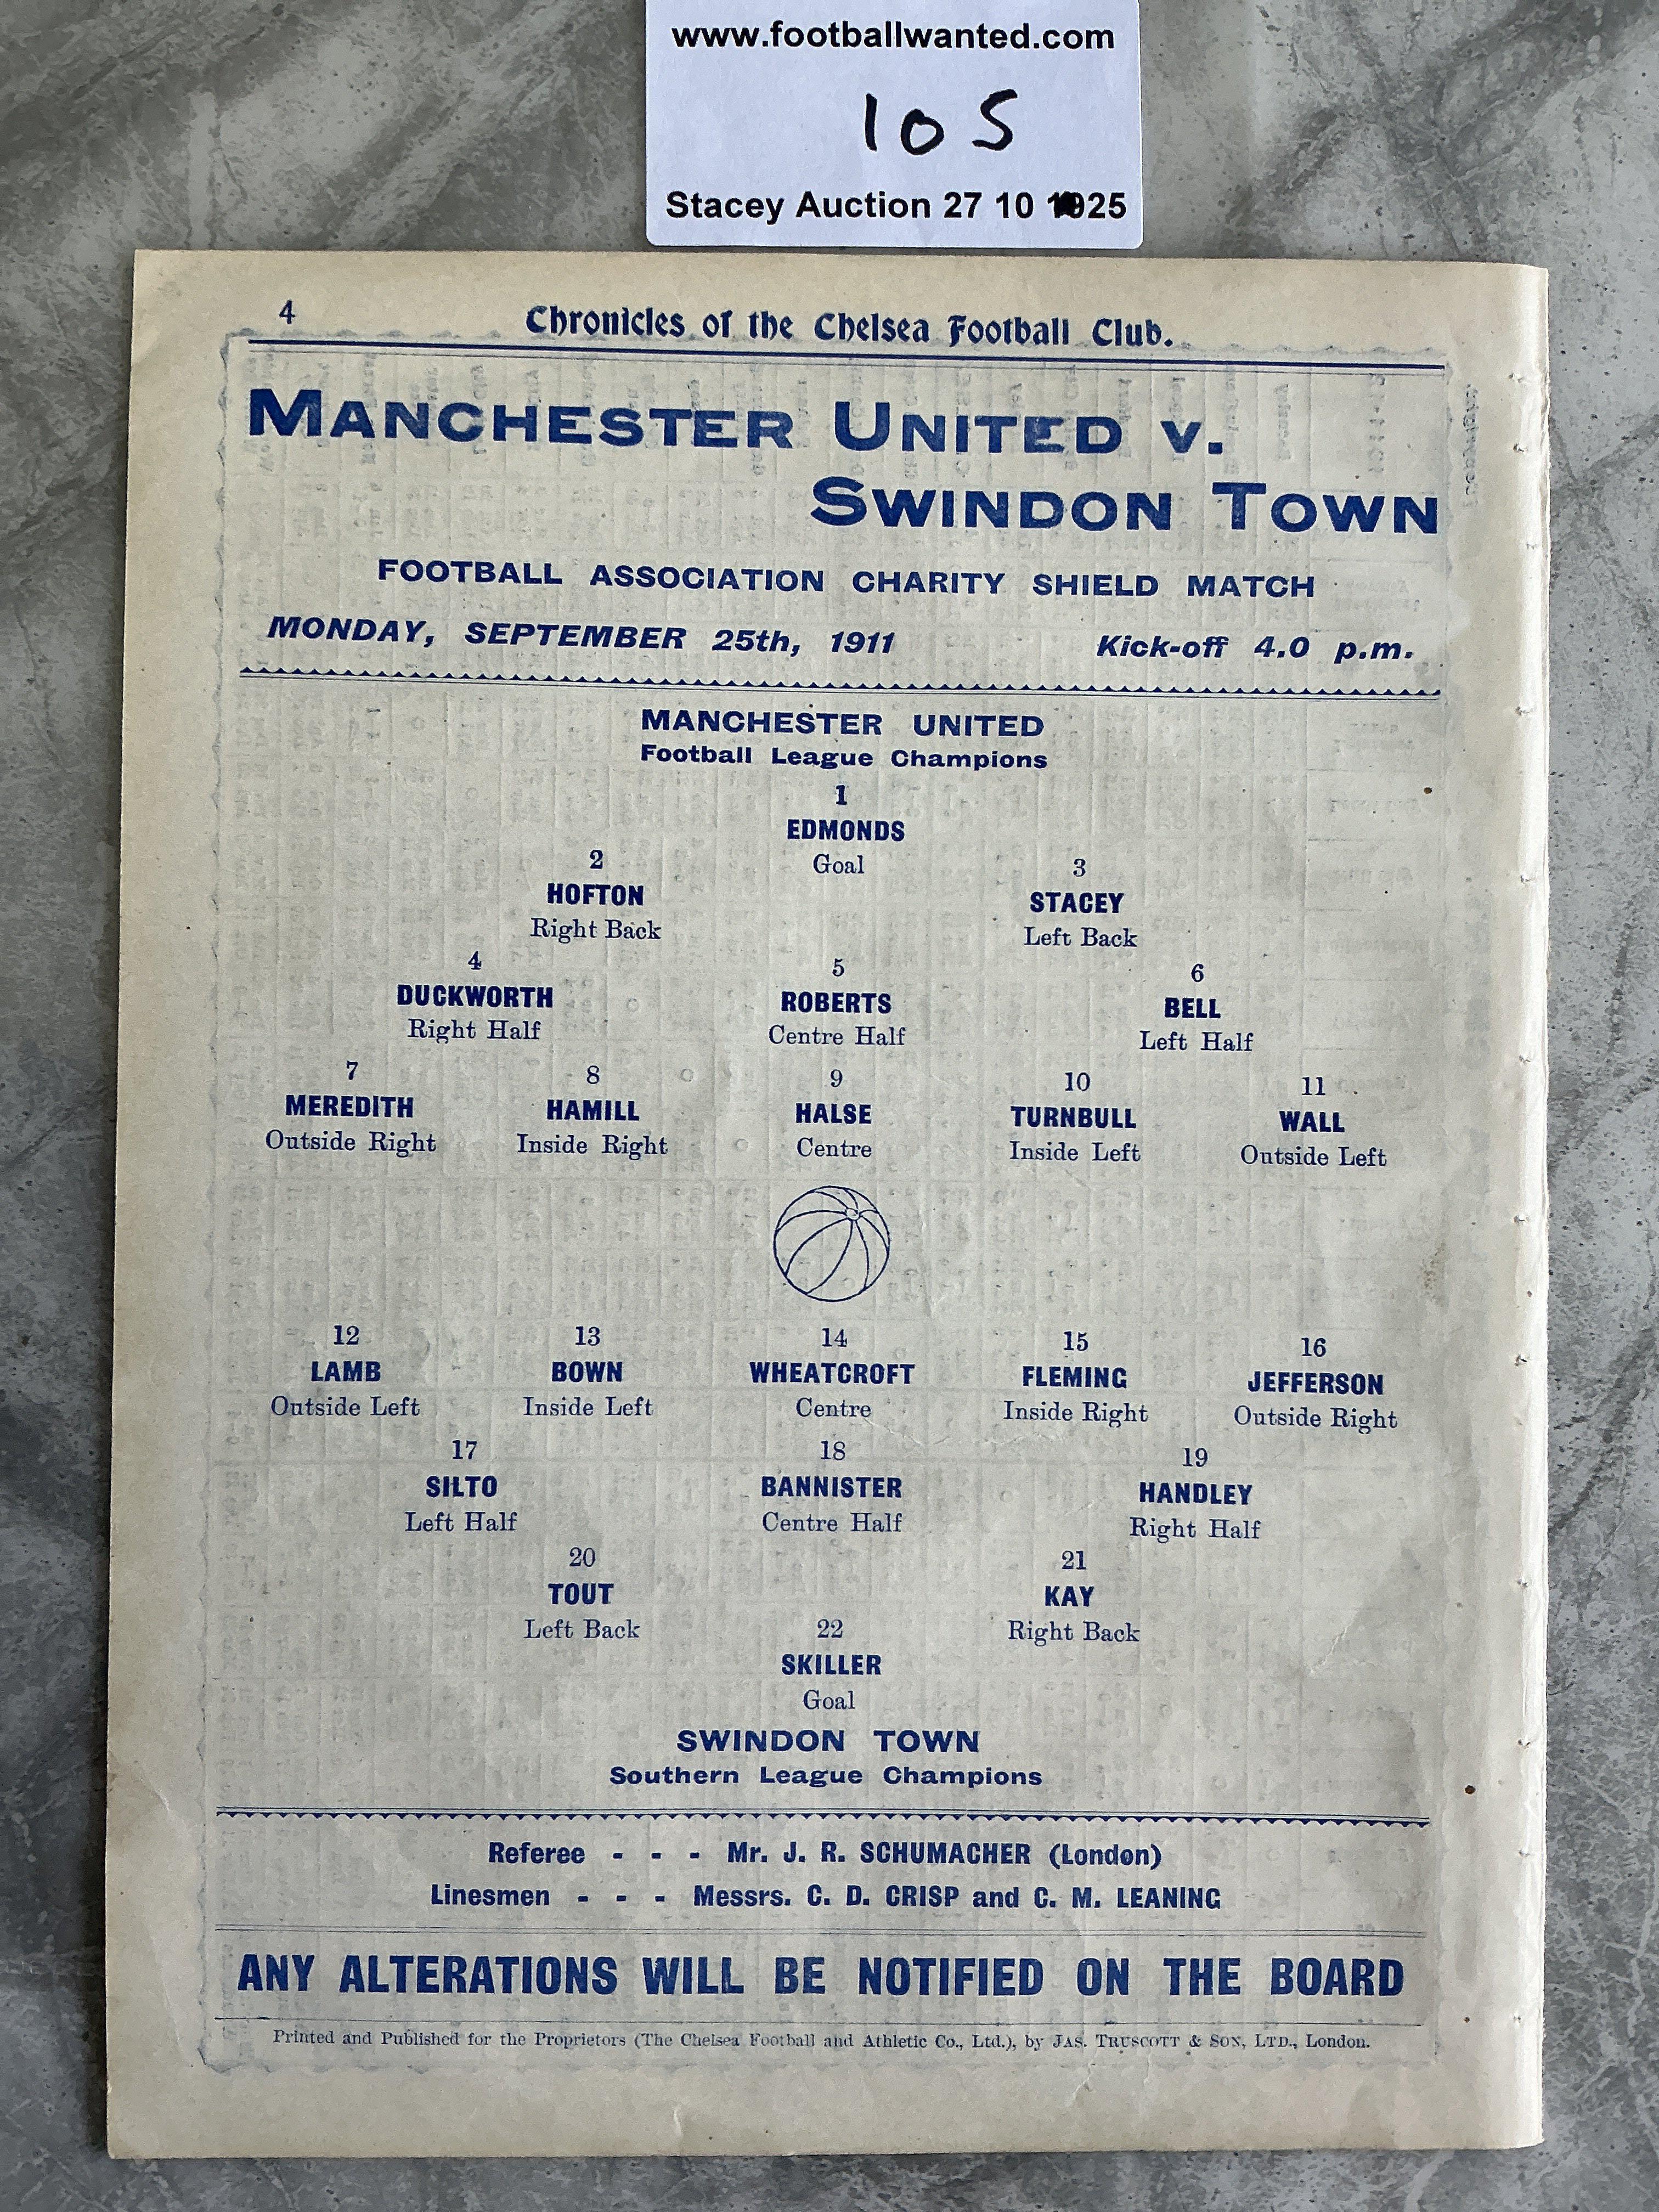 www.footballwanted.com
105
Stacey Auction 27 10 1925
4
Chronicles of the Chelsea Football Club.
MANCHESTER UNITED V.
SWINDON TOWN
FOOTBALL ASSOCIATION CHARITY SHIELD MATCH
MONDAY, SEPTEMBER 25th, 1911 Kick-off 4.0 p.m.
MANCHESTER UNITED
Football League Champions
1
EDMONDS
Goal
2 3
HOFTON STACEY
Right Back Left Back
4 5 6
DUCKWORTH ROBERTS BELL
Right Half Centre Half Left Half
7 8 9 10 11
MEREDITH HAMILL HALSE TURNBULL WALL
Outside Right Inside Right Centre Inside Left Outside Left
12 13 14 15 16
LAMB BOWN WHEATCROFT FLEMING JEFFERSON
Outside Left Inside Left Centre Inside Right Outside Right
17 18 19
SILTO BANNISTER HANDLEY
Left Half Centre Half Right Half
20 21
TOUT KAY
Left Back Right Back
22
SKILLER
Goal
SWINDON TOWN
Southern League Champions
Referee - - - Mr. J. R. SCHUMACHER (London)
Linesmen - - - Messrs. C. D. CRISP and C. M. LEANING
ANY ALTERATIONS WILL BE NOTIFIED ON THE BOARD
Printed and Published for the Proprietors (The Chelsea Football and Athletic Co., Ltd.), by JAS. TRUSCOTT & SON, LTD., London.